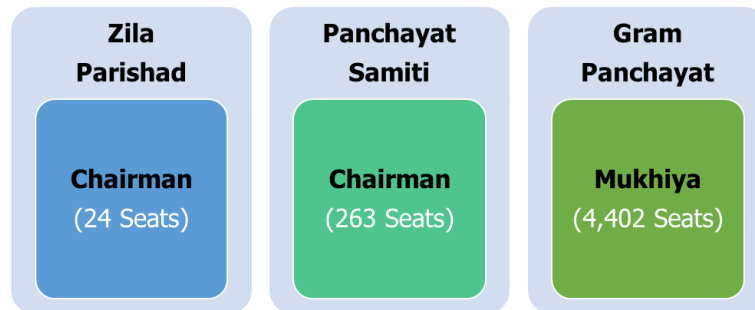 Zila
Parishad
Chairman
(24 Seats)
Panchayat
Samiti
Chairman
(263 Seats)
Gram
Panchayat
Mukhiya
(4,402 Seats)